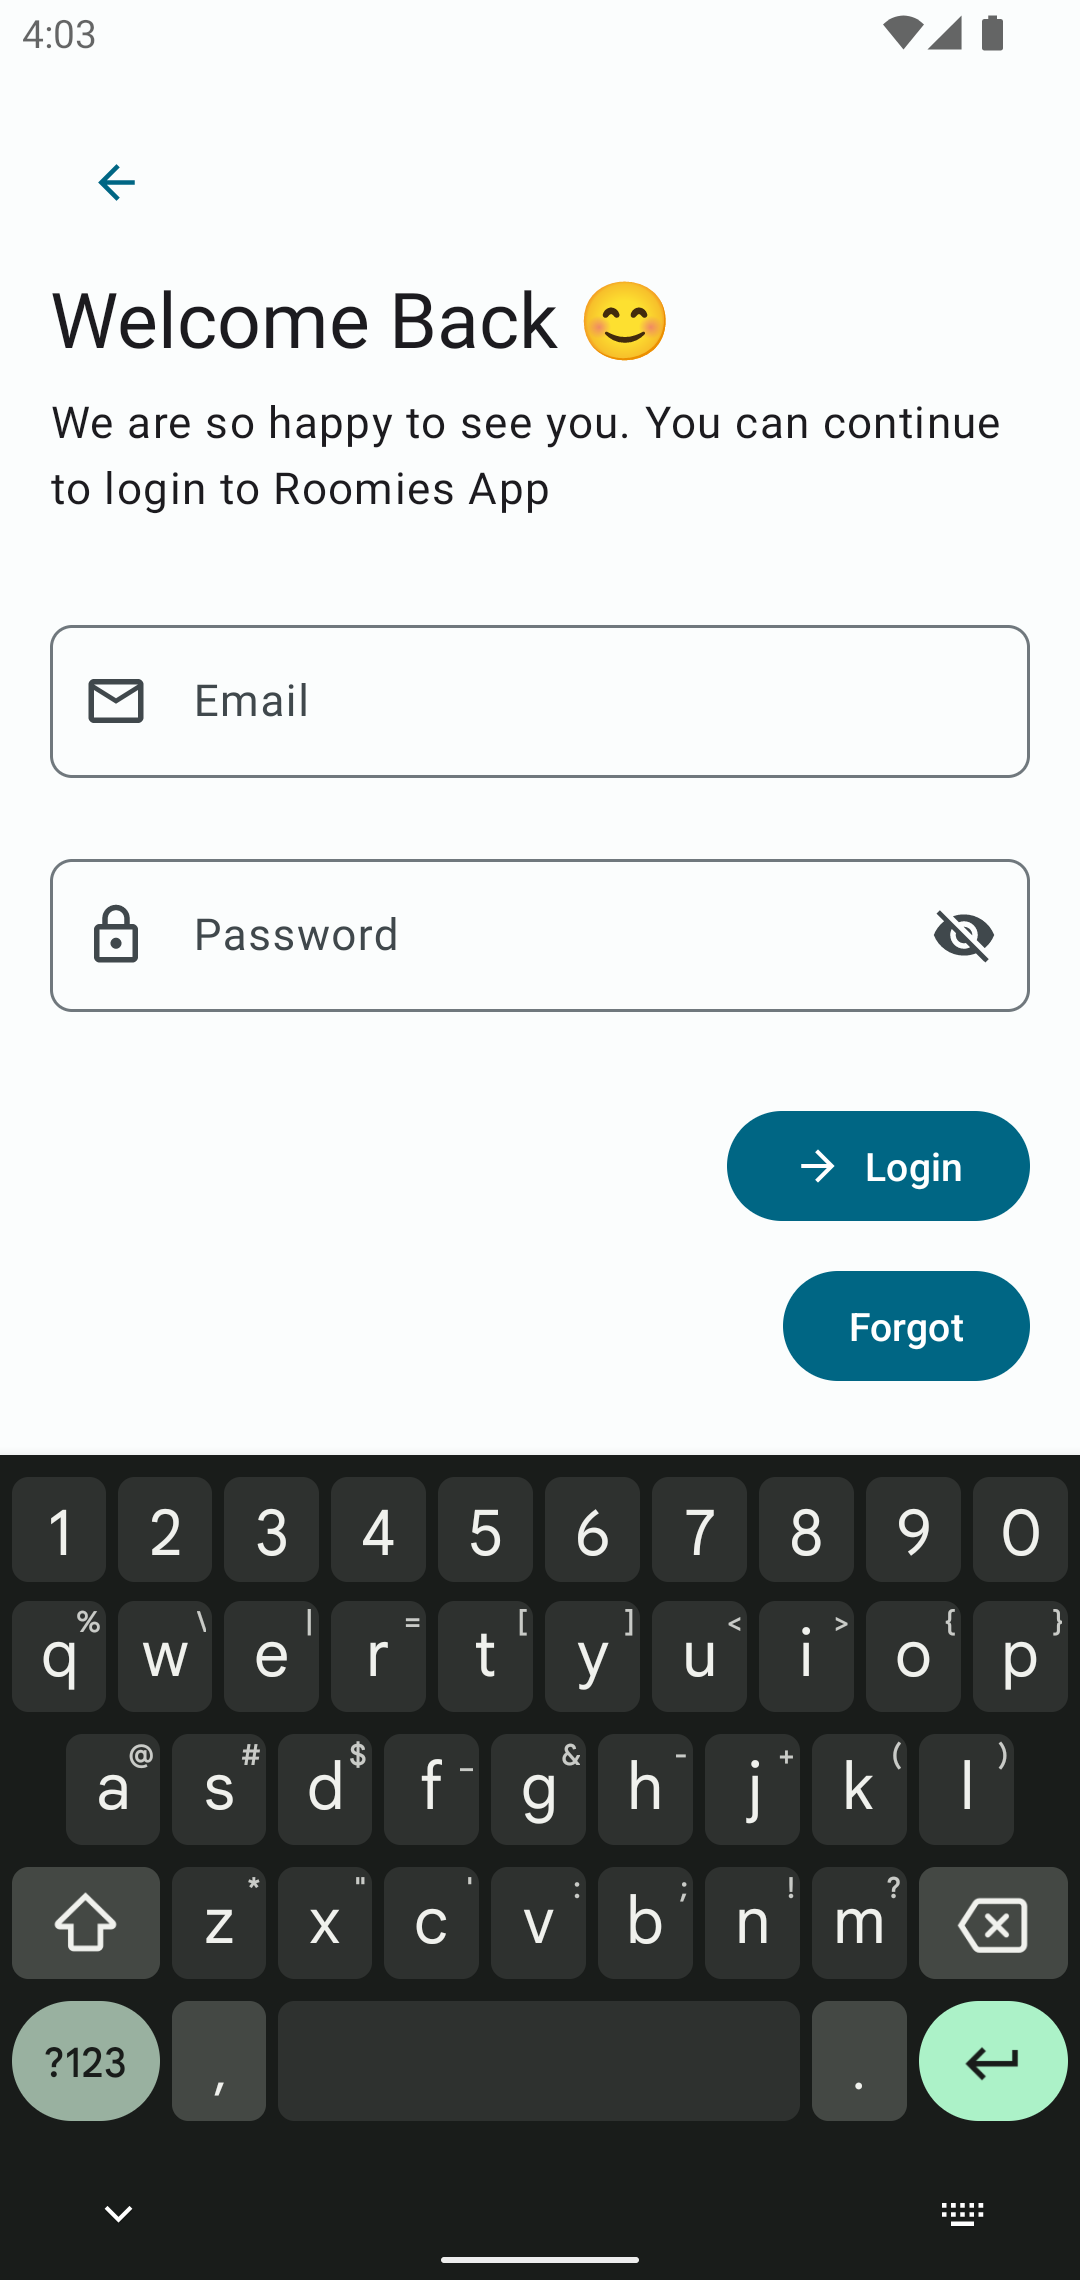 4:03
Welcome Back 😊
We are so happy to see you. You can continue
to login to Roomies App
Email
Password
Login
Forgot
1 2 3 4 5 6 7 8 9 0
q % w \ e | r = t [ y ] u < i > o { p }
a @ s # d $ f _ g & h - j + k ( l )
z * x " c ' v : b ; n ! m ?
?123 , .